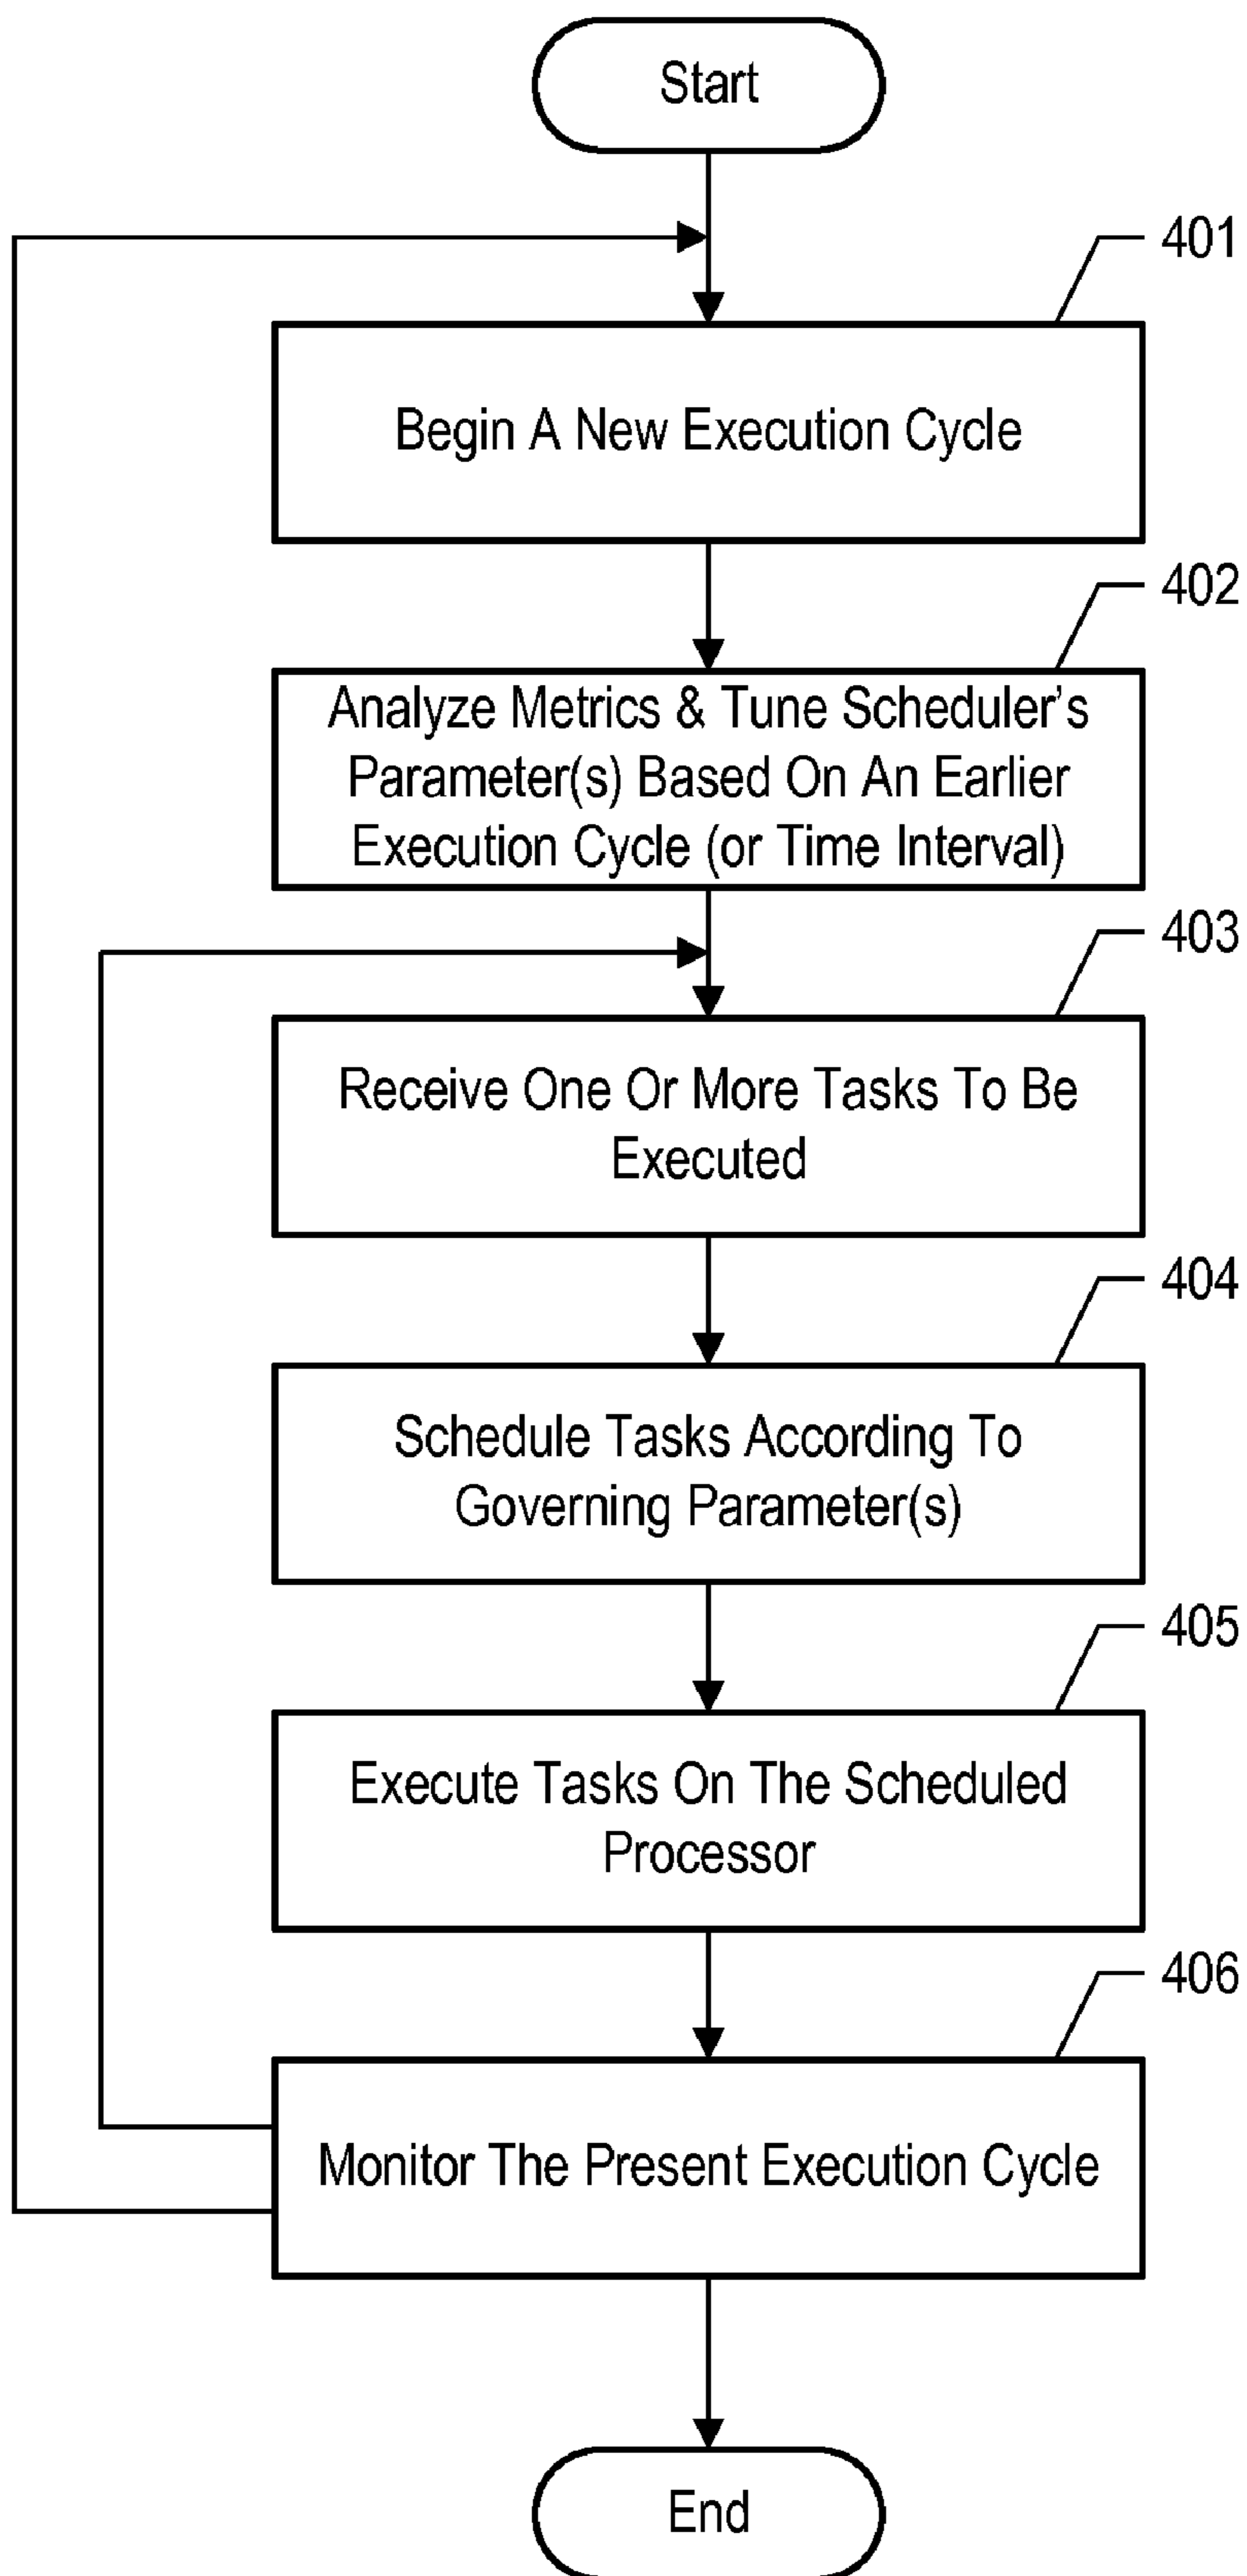 Start
401
Begin A New Execution Cycle
402
Analyze Metrics & Tune Scheduler's
Parameter(s) Based On An Earlier
Execution Cycle (or Time Interval)
403
Receive One Or More Tasks To Be
Executed
404
Schedule Tasks According To
Governing Parameter(s)
405
Execute Tasks On The Scheduled
Processor
406
Monitor The Present Execution Cycle
End